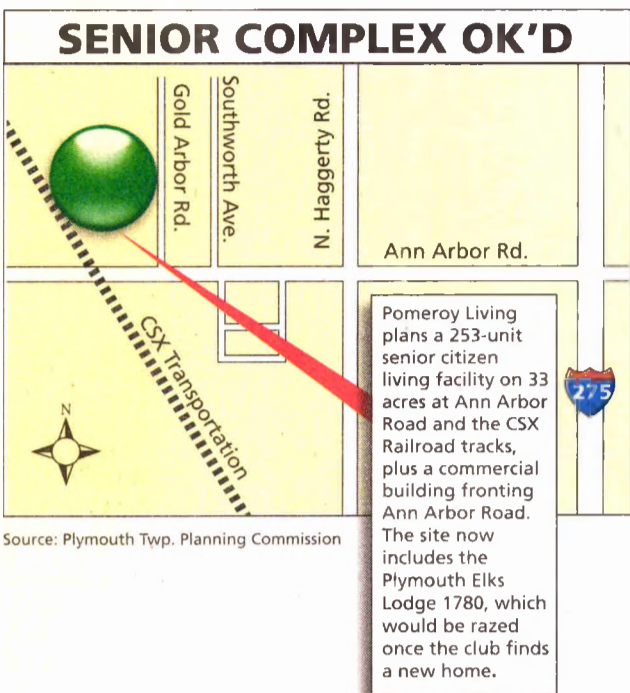 SENIOR COMPLEX OK'D
Gold Arbor Rd.
Southworth Ave.
N. Haggerty Rd.
Ann Arbor Rd.
CSX Transportation
N
275
Pomeroy Living
plans a 253-unit
senior citizen
living facility on 33
acres at Ann Arbor
Road and the CSX
Railroad tracks,
plus a commercial
building fronting
Ann Arbor Road.
The site now
includes the
Plymouth Elks
Lodge 1780, which
would be razed
once the club finds
a new home.
Source: Plymouth Twp. Planning Commission